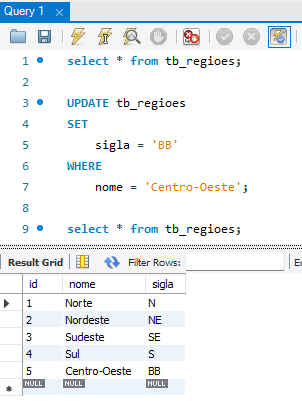 Query 1
1 select * from tb_regioes;
2
3 UPDATE tb_regioes
4 SET
5 sigla = 'BB'
6 WHERE
7 nome = 'Centro-Oeste';
8
9 select * from tb_regioes;
Result Grid Filter Rows: Ed
id nome sigla
1 Norte N
2 Nordeste NE
3 Sudeste SE
4 Sul S
5 Centro-Oeste BB
NULL NULL NULL